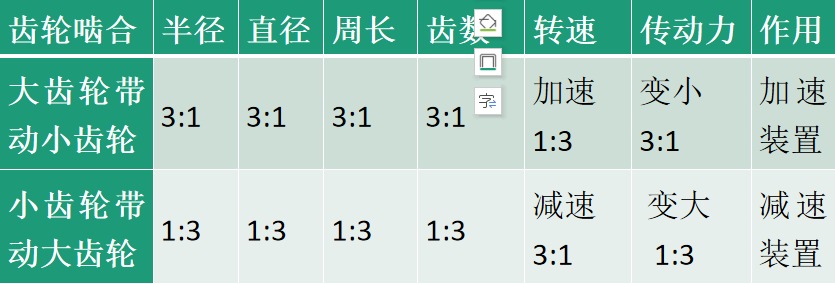 齿轮啮合 半径 直径 周长 齿数 转速 传动力 作用
大齿轮带动小齿轮 3:1 3:1 3:1 3:1 加速 1:3 变小 3:1 加速装置
小齿轮带动大齿轮 1:3 1:3 1:3 1:3 减速 3:1 变大 1:3 减速装置
字